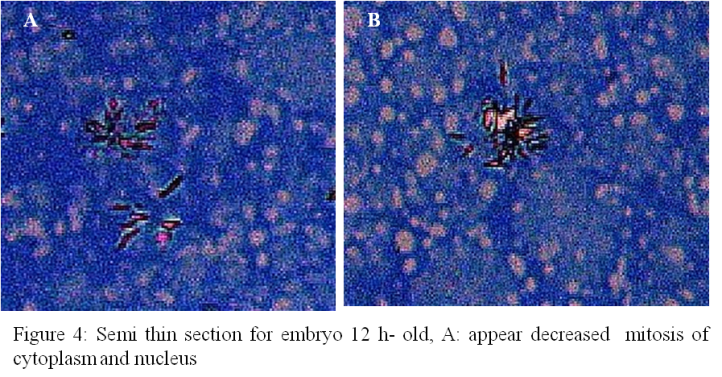 A B
Figure 4: Semi thin section for embryo 12 h- old, A: appear decreased mitosis of
cytoplasm and nucleus